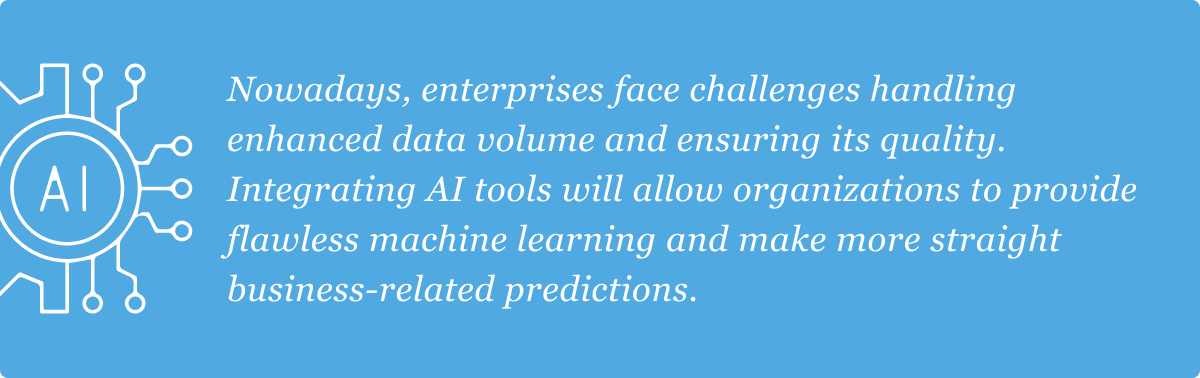 AI
Nowadays, enterprises face challenges handling
enhanced data volume and ensuring its quality.
Integrating AI tools will allow organizations to provide
flawless machine learning and make more straight
business-related predictions.